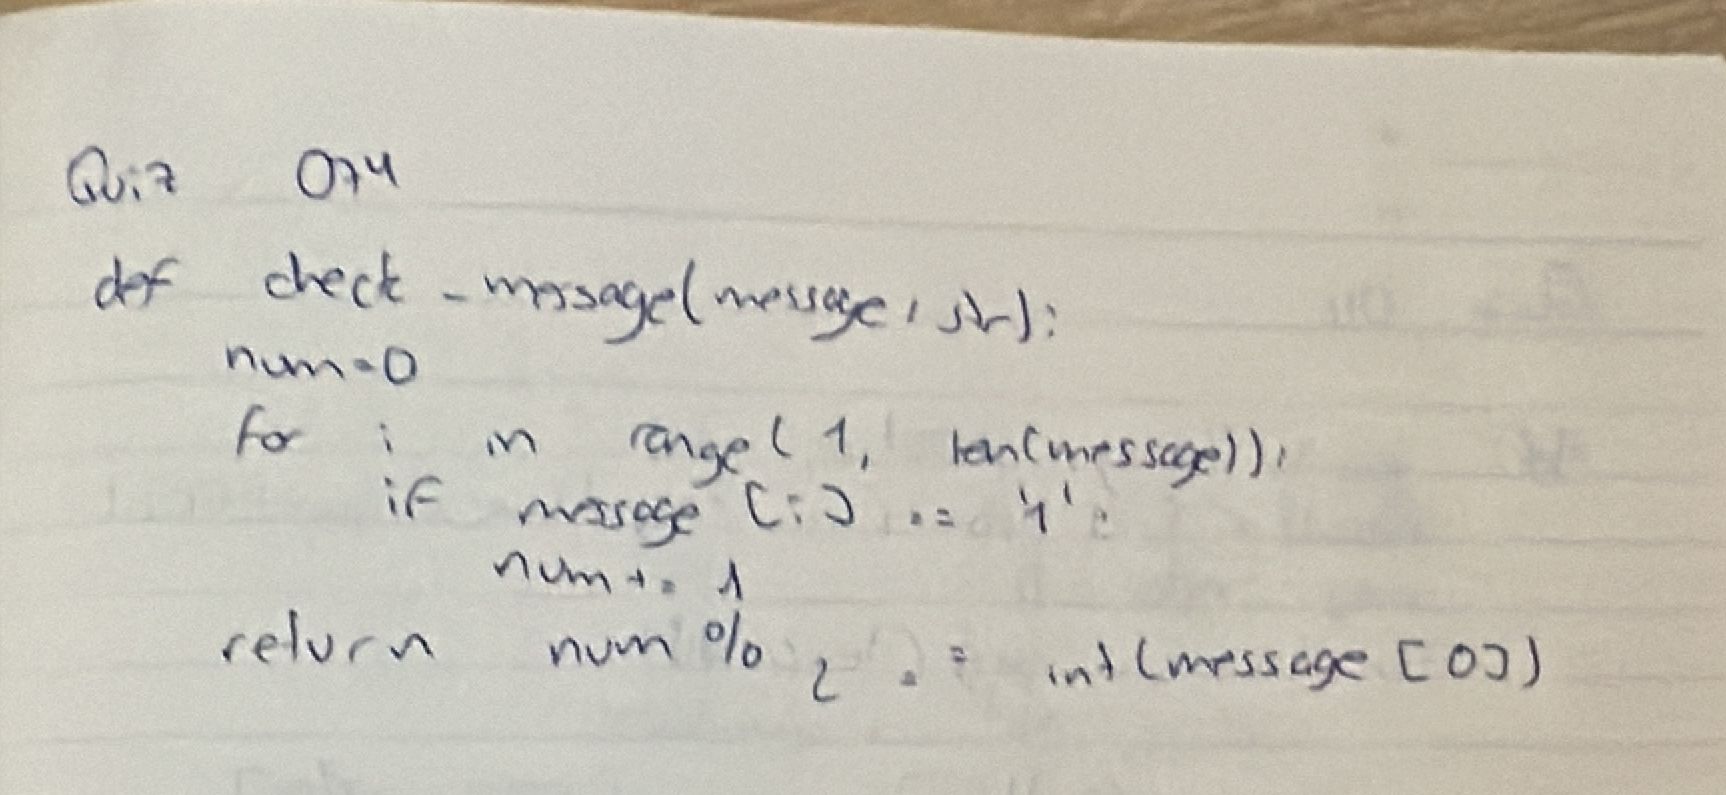 Quiz 074
def check_message(message: str):
num=0
for i in range(1, len(message)):
if message[i] == '1':
num += 1
return num % 2 == int(message[0])